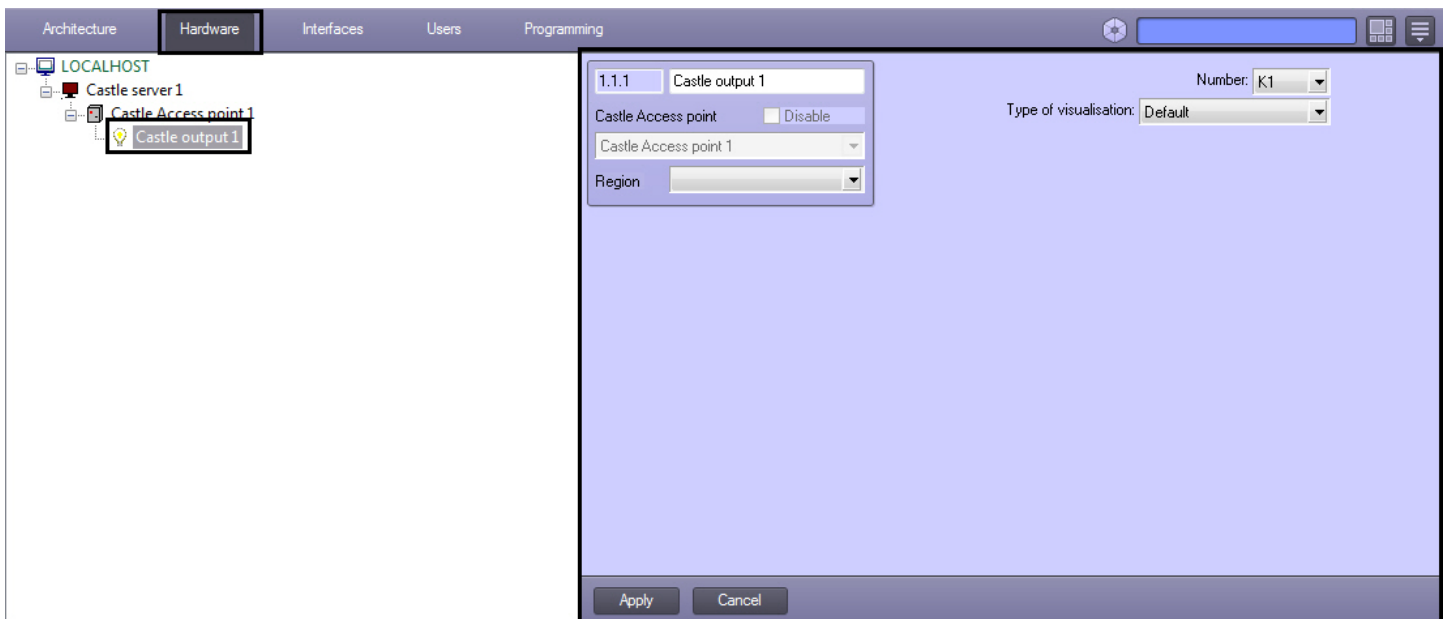 Architecture Hardware Interfaces Users Programming
LOCALHOST
Castle server 1
Castle Access point 1
Castle output 1
1.1.1 Castle output 1
Castle Access point Disable
Castle Access point 1
Region
Number: K1
Type of visualisation: Default
Apply Cancel